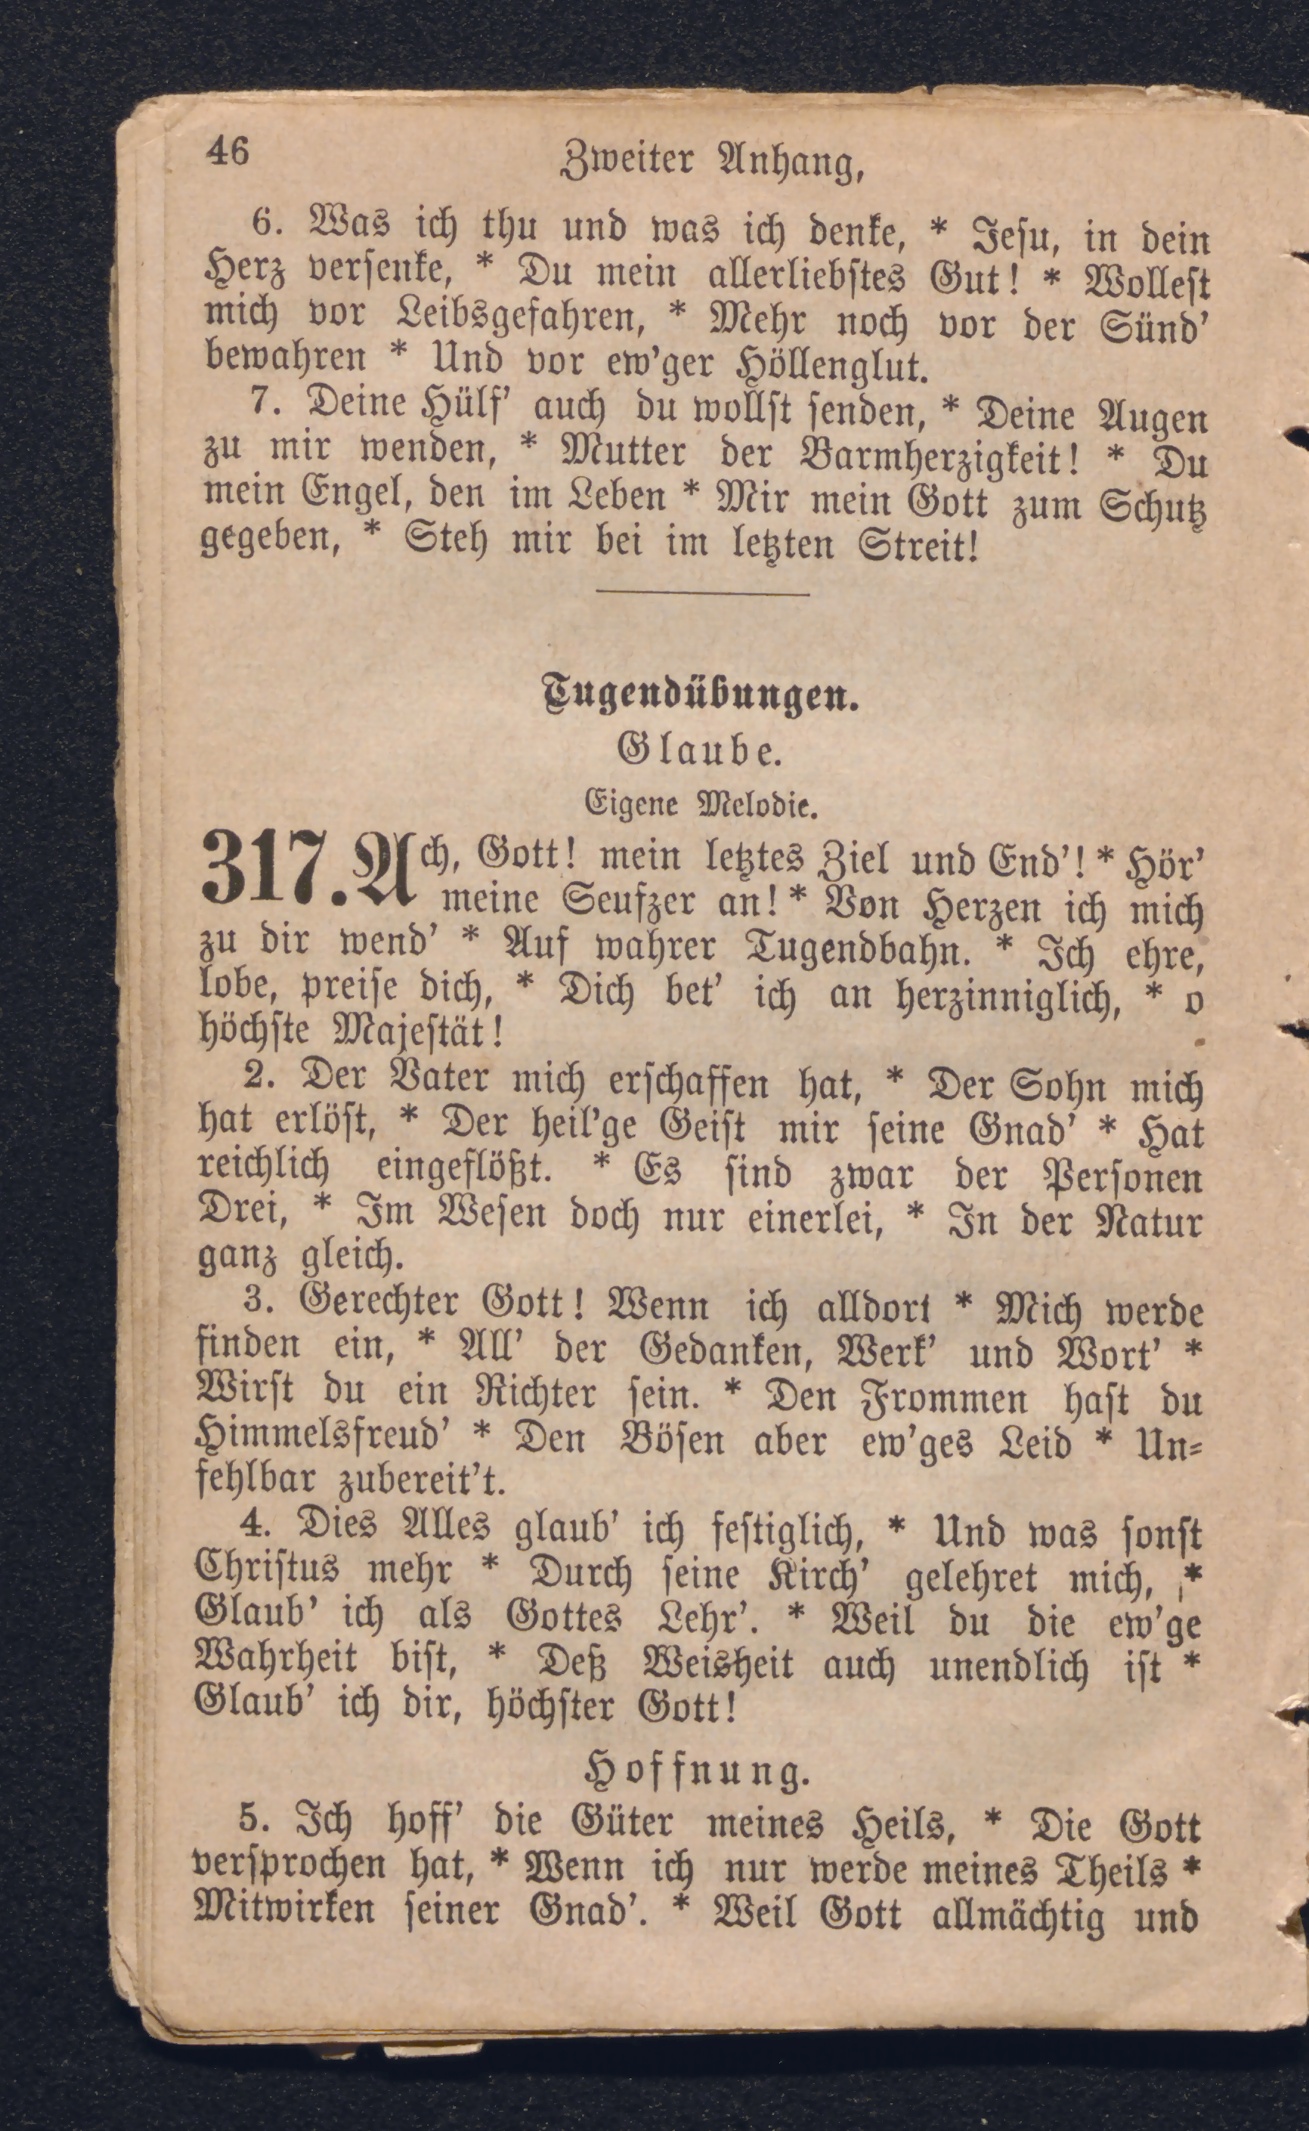 46
Zweiter Anhang,
6. Was ich thu und was ich denke, * Jesu, in dein
Herz versenke, * Du mein allerliebstes Gut! * Wollest
mich vor Leibsgefahren, * Mehr noch vor der Sünd'
bewahren * Und vor ew'ger Höllenglut.
7. Deine Hülf' auch du wollst senden, * Deine Augen
zu mir wenden, * Mutter der Barmherzigkeit! * Du
mein Engel, den im Leben * Mir mein Gott zum Schutz
gegeben, * Steh mir bei im letzten Streit!
Tugendübungen.
Glaube.
Eigene Melodie.
317. Ach, Gott! mein letztes Ziel und End'! * Hör'
meine Seufzer an! * Von Herzen ich mich
zu dir wend' * Auf wahrer Tugendbahn. * Ich ehre,
lobe, preise dich, * Dich bet' ich an herzinniglich, * o
höchste Majestät!
2. Der Vater mich erschaffen hat, * Der Sohn mich
hat erlöst, * Der heil'ge Geist mir seine Gnad' * Hat
reichlich eingeflößt. * Es sind zwar der Personen
Drei, * Im Wesen doch nur einerlei, * In der Natur
ganz gleich.
3. Gerechter Gott! Wenn ich alldort * Mich werde
finden ein, * All' der Gedanken, Werk' und Wort' *
Wirst du ein Richter sein. * Den Frommen hast du
Himmelsfreud' * Den Bösen aber ew'ges Leid * Un-
fehlbar zubereit't.
4. Dies Alles glaub' ich festiglich, * Und was sonst
Christus mehr * Durch seine Kirch' gelehret mich, *
Glaub' ich als Gottes Lehr'. * Weil du die ew'ge
Wahrheit bist, * Deß Weisheit auch unendlich ist *
Glaub' ich dir, höchster Gott!
Hoffnung.
5. Ich hoff' die Güter meines Heils, * Die Gott
versprochen hat, * Wenn ich nur werde meines Theils *
Mitwirken seiner Gnad'. * Weil Gott allmächtig und